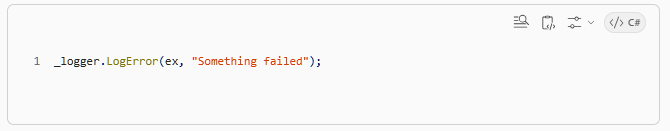 </> C#
1 _logger.LogError(ex, "Something failed");